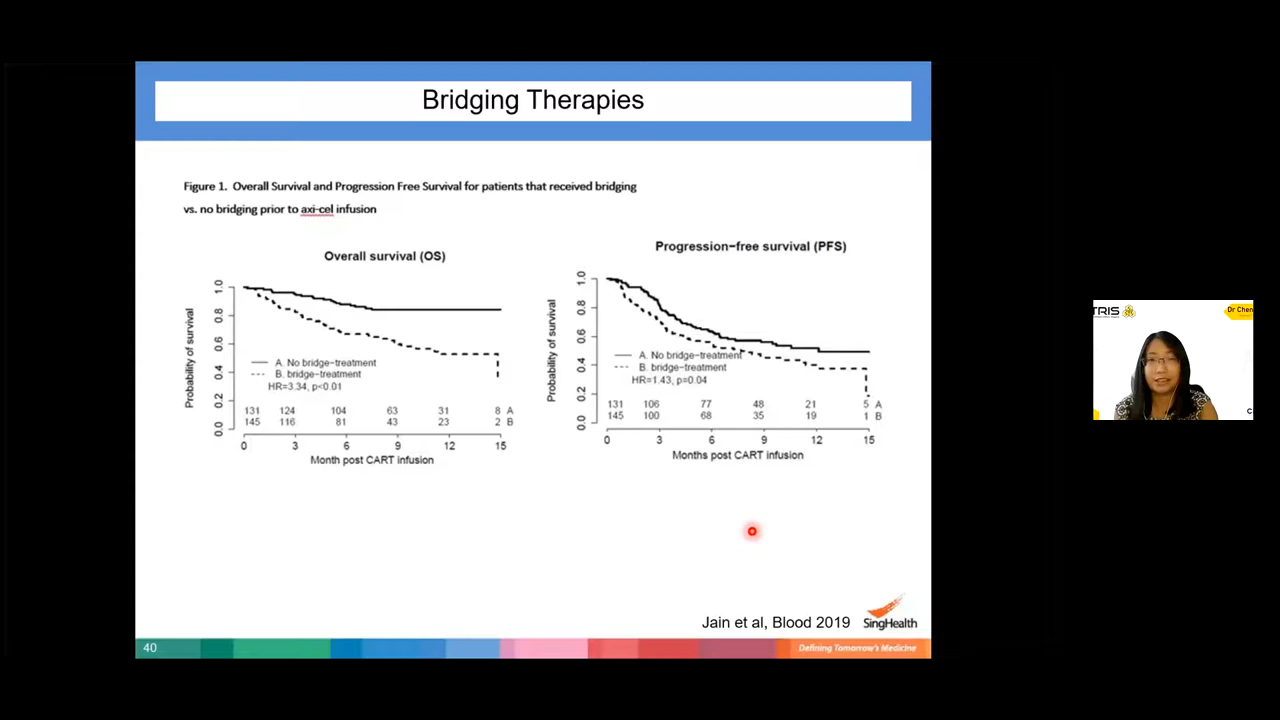 Bridging Therapies
Figure 1. Overall Survival and Progression Free Survival for patients that received bridging
vs. no bridging prior to axi-cel infusion
Overall survival (OS)
Probability of survival
1.0
0.8
0.6
0.4
0.2
0.0
A. No bridge-treatment
B. bridge-treatment
HR=3.34, p<0.01
131 124 104 63 31 8 A
145 116 81 43 23 2 B
0 3 6 9 12 15
Month post CART infusion
Progression-free survival (PFS)
Probability of survival
1.0
0.8
0.6
0.4
0.2
0.0
A. No bridge-treatment
B. bridge-treatment
HR=1.43, p=0.04
131 106 77 48 21 5 A
145 100 68 35 19 1 B
0 3 6 9 12 15
Months post CART infusion
TRIS
Dr Chen
C
Jain et al, Blood 2019
SingHealth
40
Defining Tomorrow's Medicine